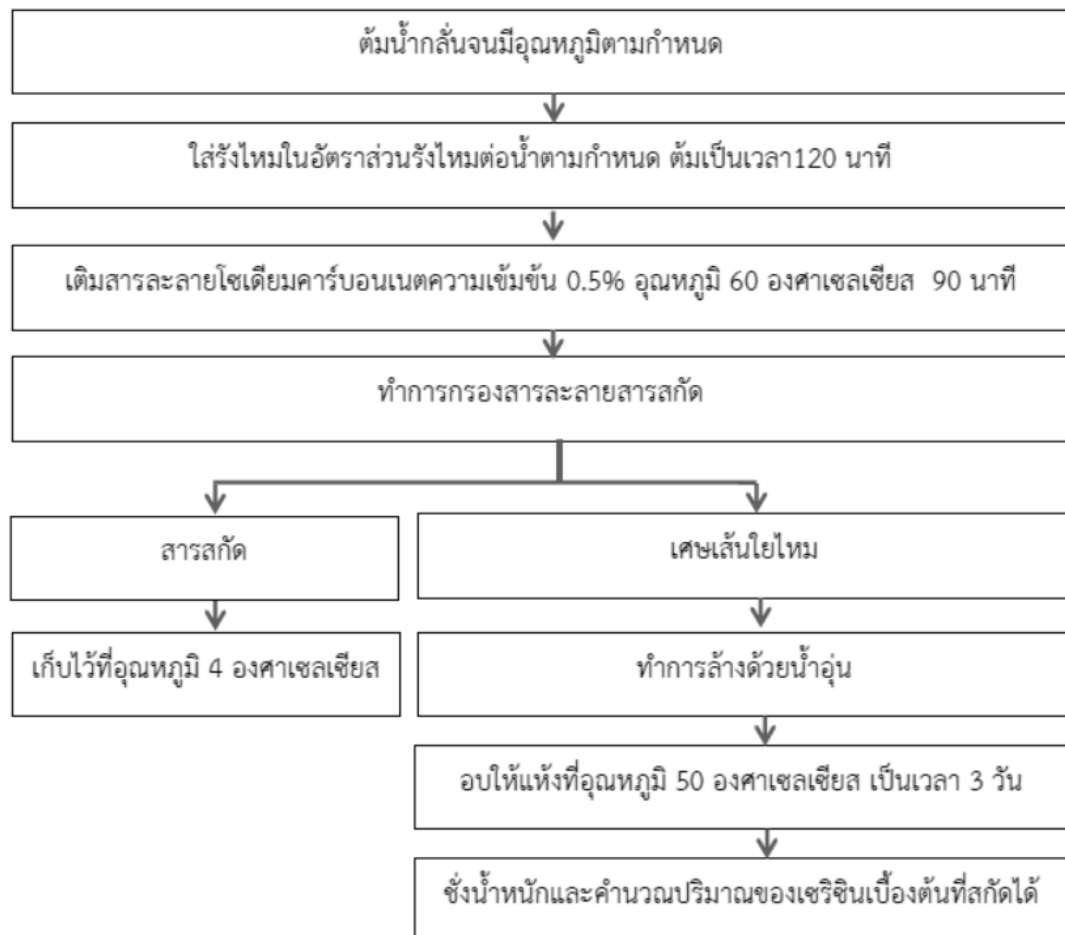 ต้มน้ำกลั่นจนมีอุณหภูมิตามกำหนด
ใส่รังไหมในอัตราส่วนรังไหมต่อน้ำตามกำหนด ต้มเป็นเวลา120 นาที
เติมสารละลายโซเดียมคาร์บอนเนตความเข้มข้น 0.5% อุณหภูมิ 60 องศาเซลเซียส 90 นาที
ทำการกรองสารละลายสารสกัด
สารสกัด
เศษเส้นใยไหม
เก็บไว้ที่อุณหภูมิ 4 องศาเซลเซียส
ทำการล้างด้วยน้ำอุ่น
อบให้แห้งที่อุณหภูมิ 50 องศาเซลเซียส เป็นเวลา 3 วัน
ชั่งน้ำหนักและคำนวณปริมาณของเซริซินเบื้องต้นที่สกัดได้